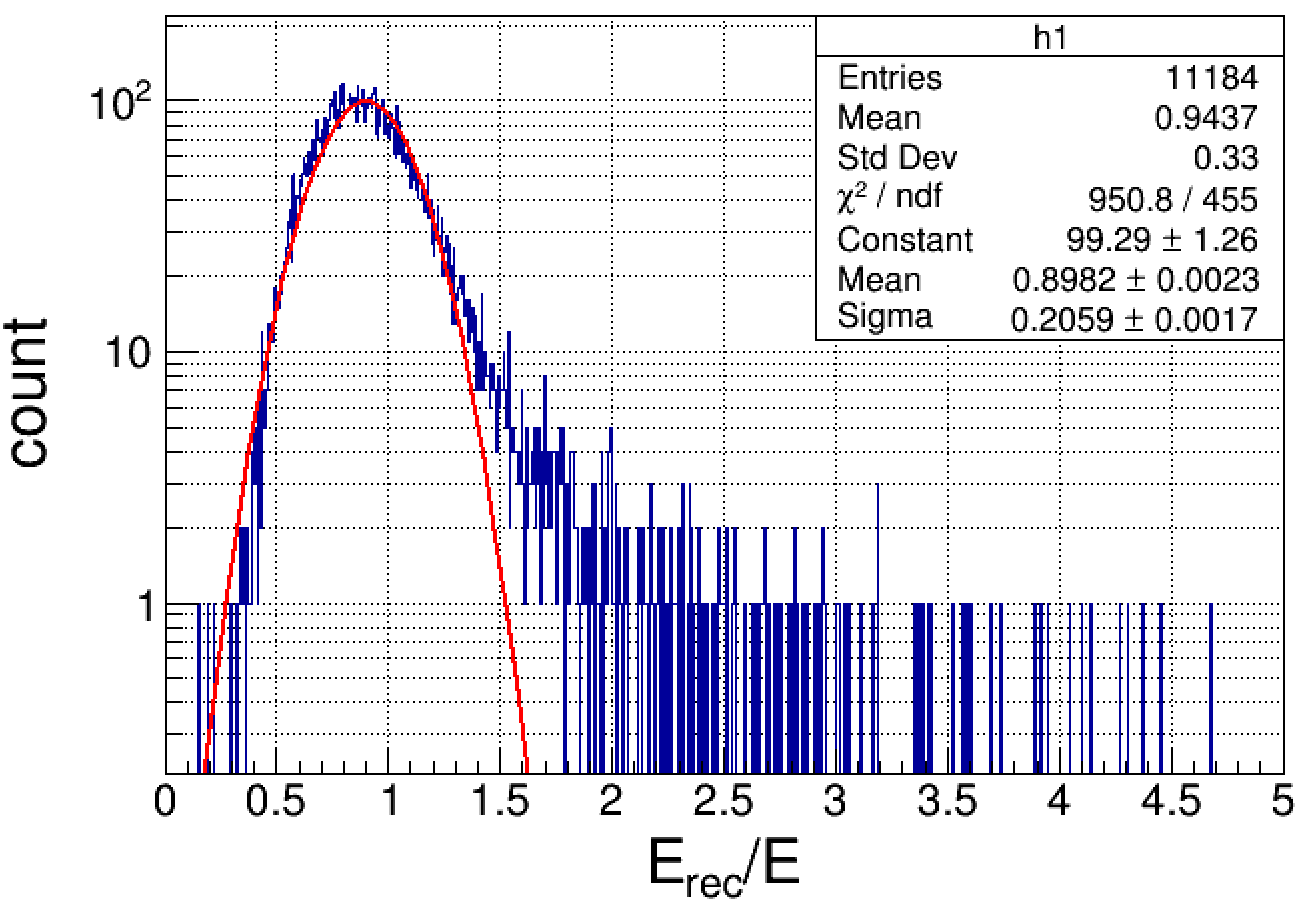 h1
Entries 11184
Mean 0.9437
Std Dev 0.33
χ² / ndf 950.8 / 455
Constant 99.29 ± 1.26
Mean 0.8982 ± 0.0023
Sigma 0.2059 ± 0.0017
count
10²
10
1
0 0.5 1 1.5 2 2.5 3 3.5 4 4.5 5
E_rec/E